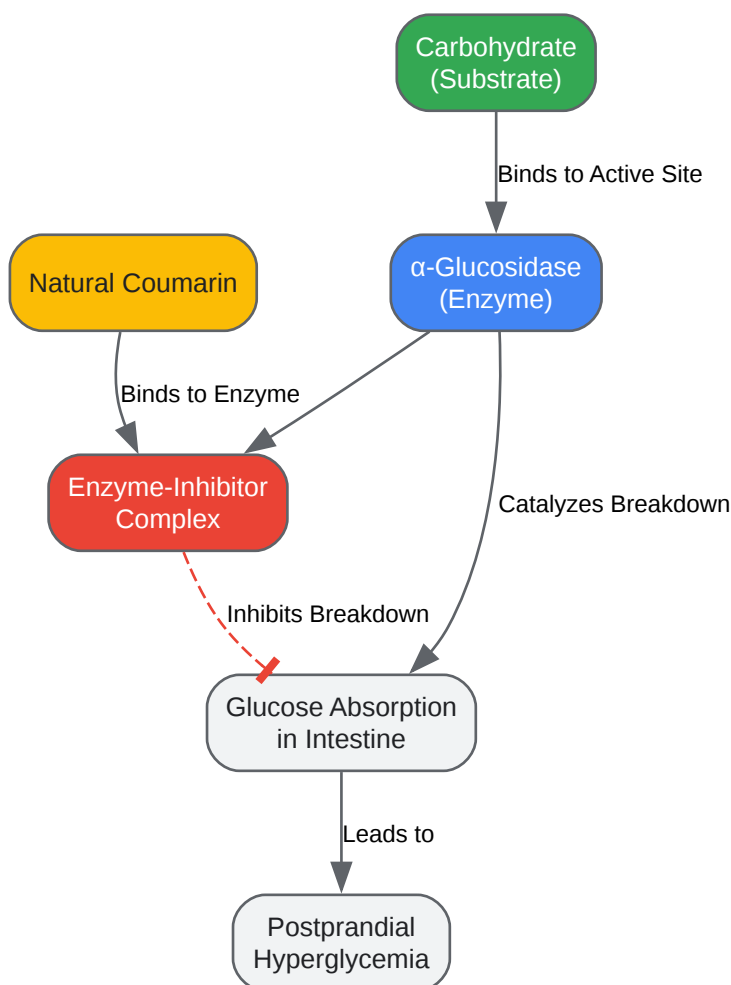 Carbohydrate
(Substrate)
Binds to Active Site
Natural Coumarin
α-Glucosidase
(Enzyme)
Binds to Enzyme
Enzyme-Inhibitor
Complex
Catalyzes Breakdown
Inhibits Breakdown
Glucose Absorption
in Intestine
Leads to
Postprandial
Hyperglycemia